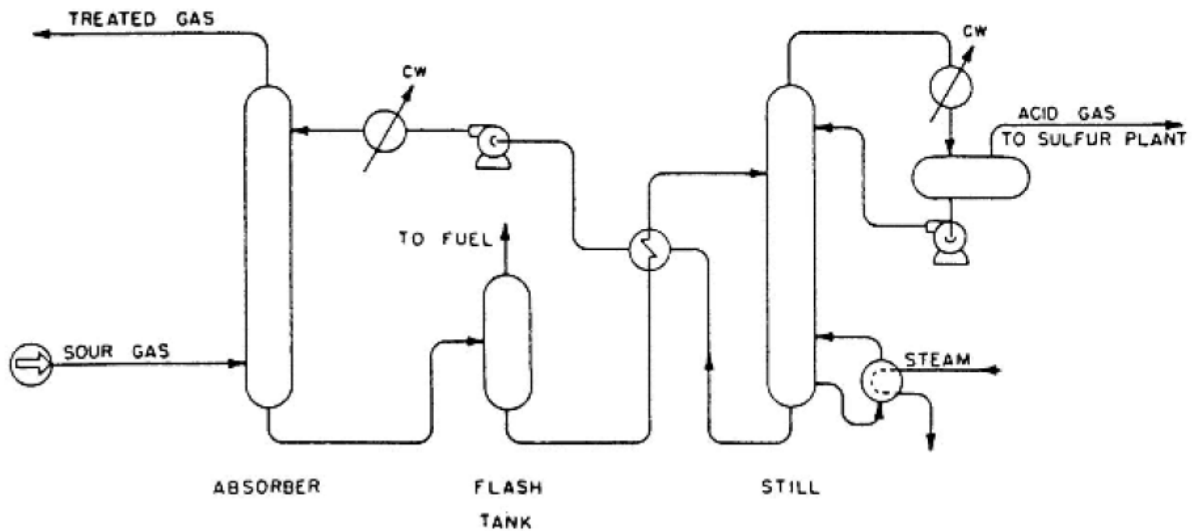 TREATED GAS
CW
CW
ACID GAS
TO SULFUR PLANT
TO FUEL
SOUR GAS
STEAM
ABSORBER
FLASH
TANK
STILL